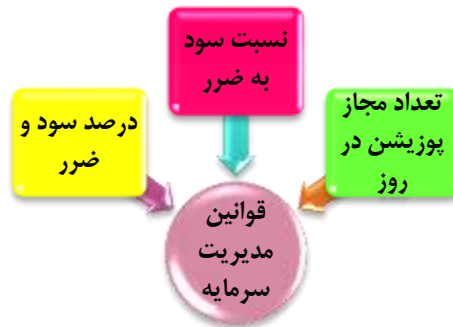 نسبت سود
به ضرر
تعداد مجاز
پوزیشن در
روز
درصد سود و
ضرر
قوانین
مدیریت
سرمایه